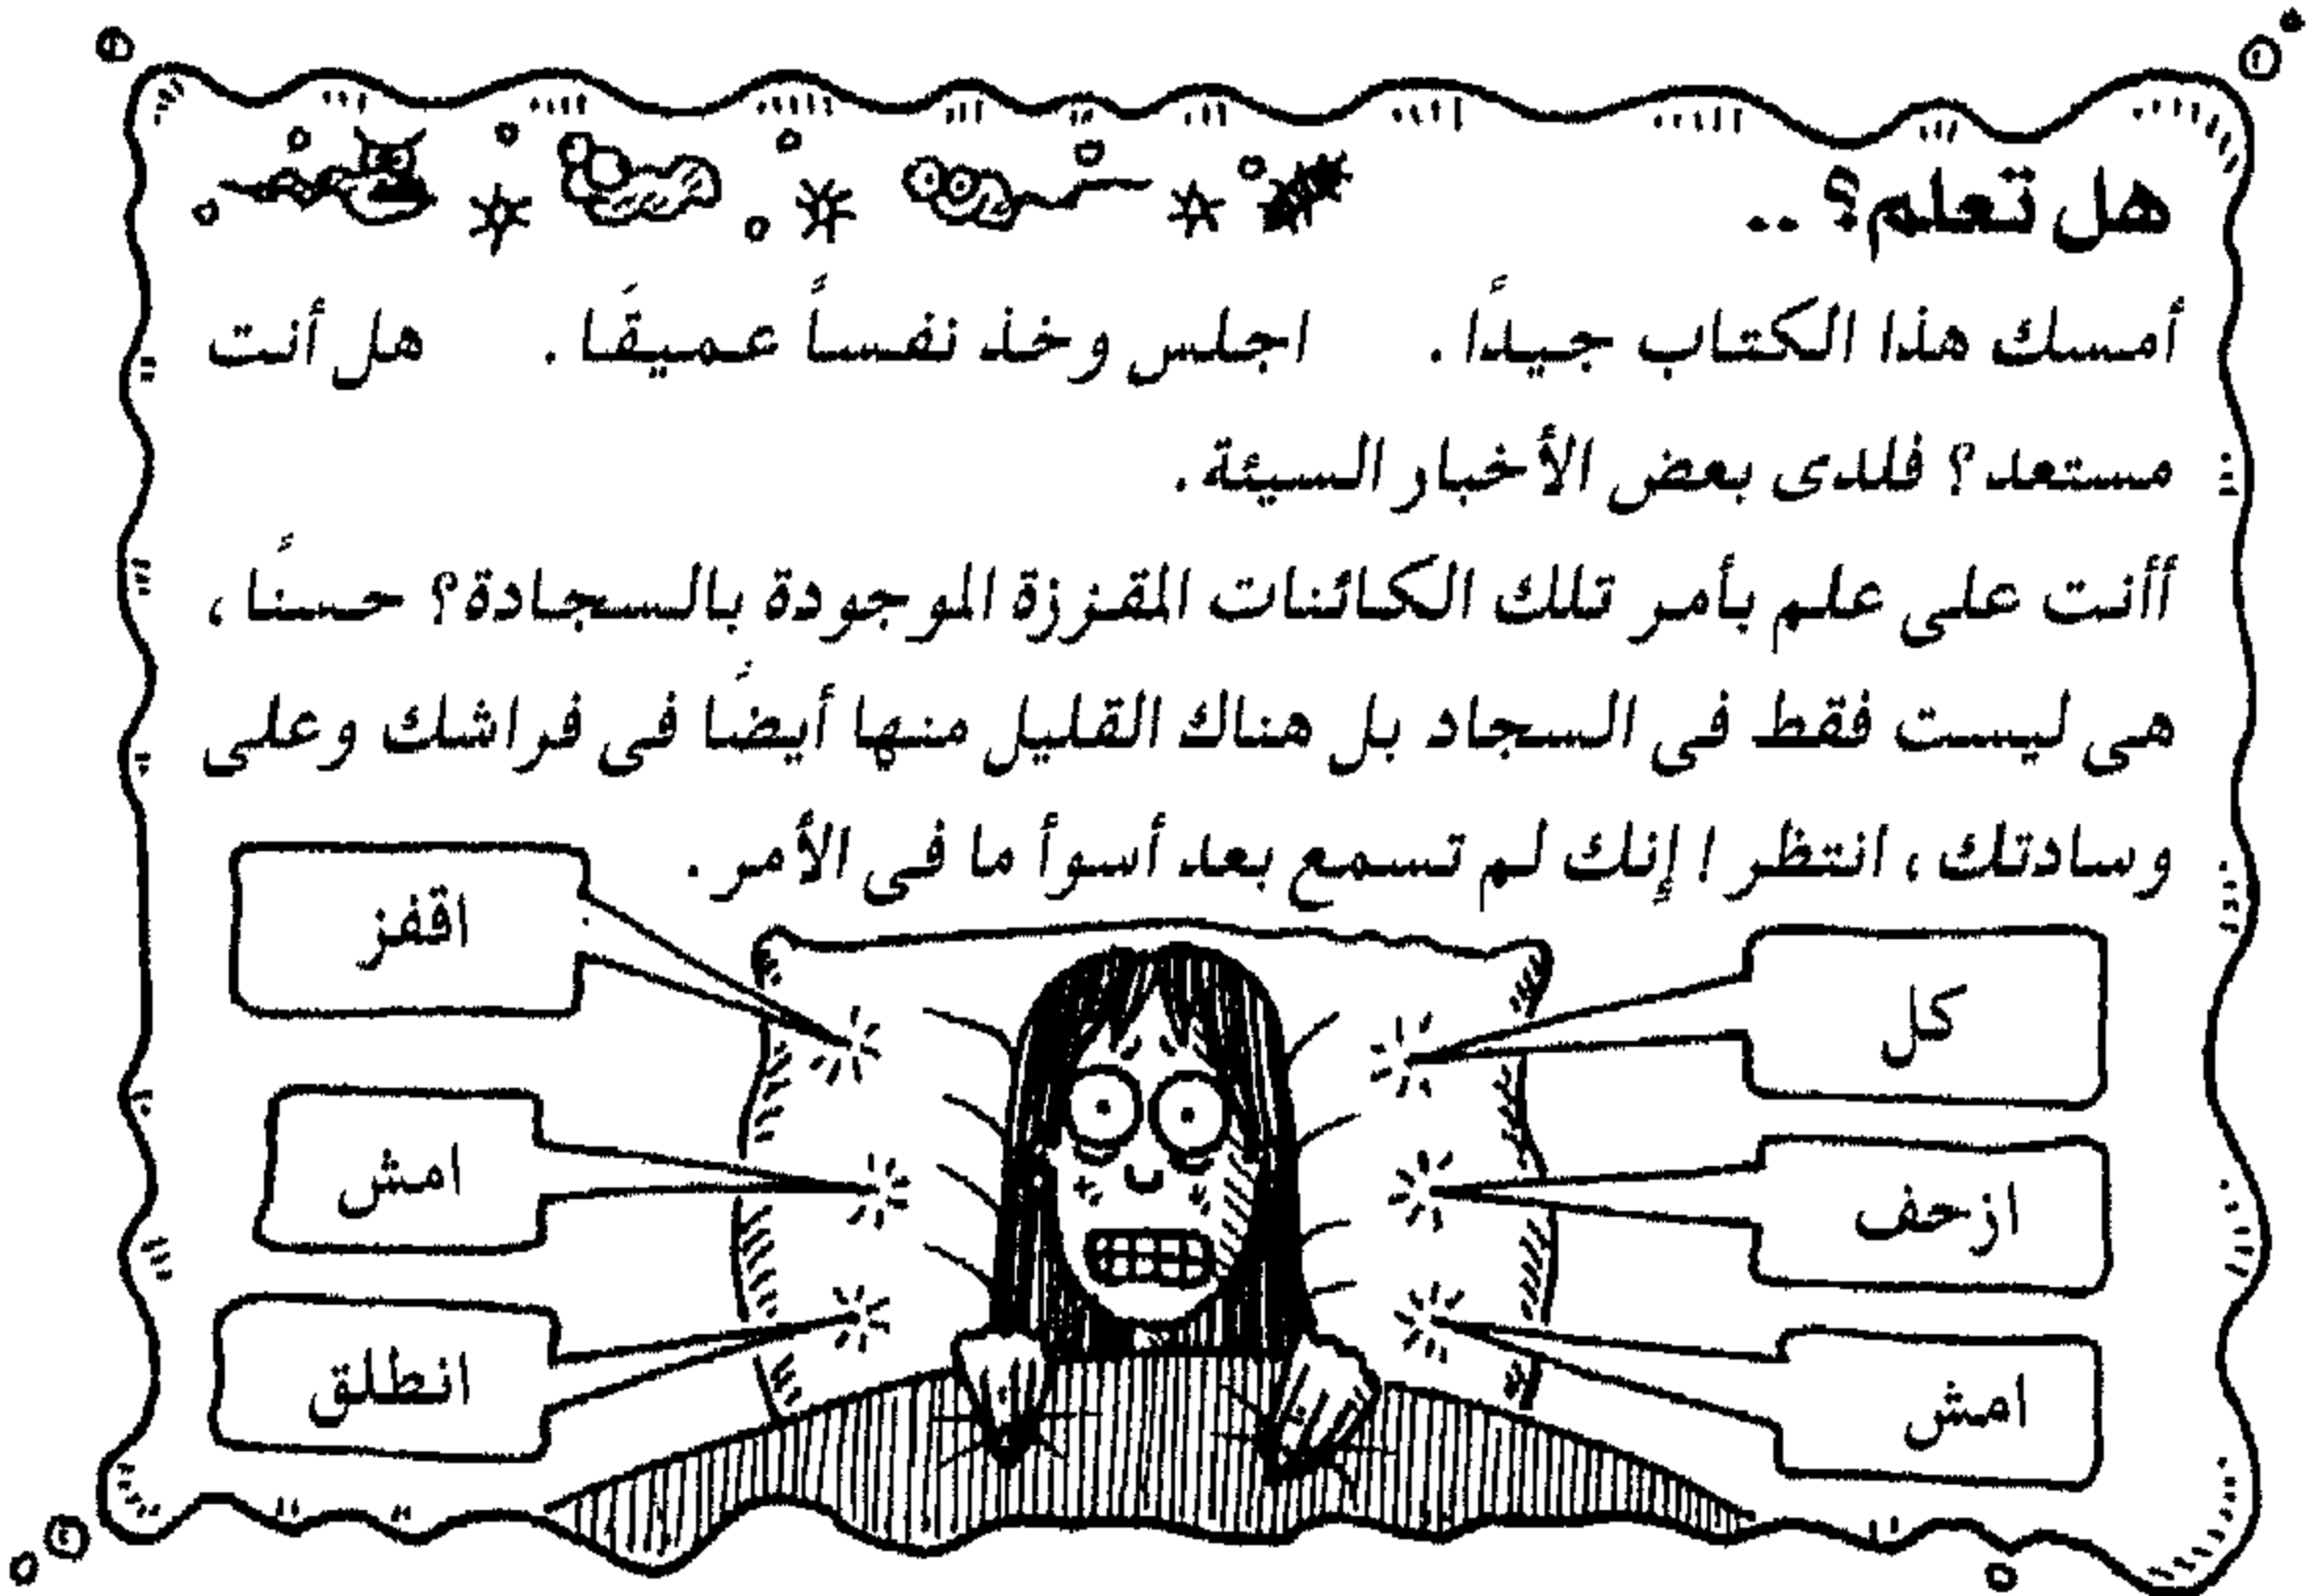 هل تعلم؟ ..
أمسك هذا الكتاب جيدًا. اجلس وخذ نفساً عميقًا. هل أنت
مستعد؟ فلدى بعض الأخبار السيئة.
أأنت على علم بأمر تلك الكائنات المقززة الموجودة بالسجادة؟ حسنًا،
هى ليست فقط فى السجاد بل هناك القليل منها أيضًا فى فراشك وعلى
وسادتك، انتظر! إنك لم تسمع بعد أسوأ ما فى الأمر.
كل
ازحف
امش
اقفز
امش
انطلق